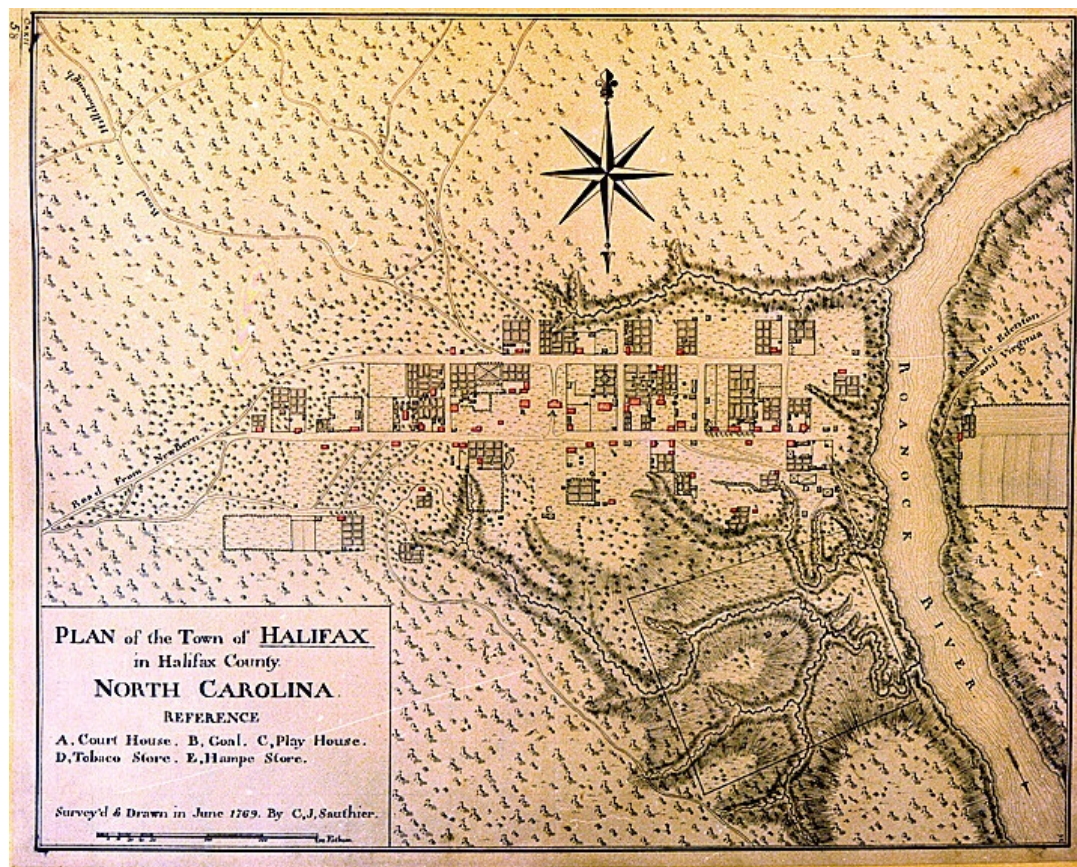 Road to Hillsborough
Road to Edenton
and Virginia
ROANOCK RIVER
Road From NewBern
PLAN of the Town of HALIFAX
in Halifax County.
NORTH CAROLINA.
REFERENCE
A, Court House. B, Goal. C, Play House.
D, Tobaco Store. E, Hampe Store.
Survey'd & Drawn in June 1769. By C, J, Sauthier.